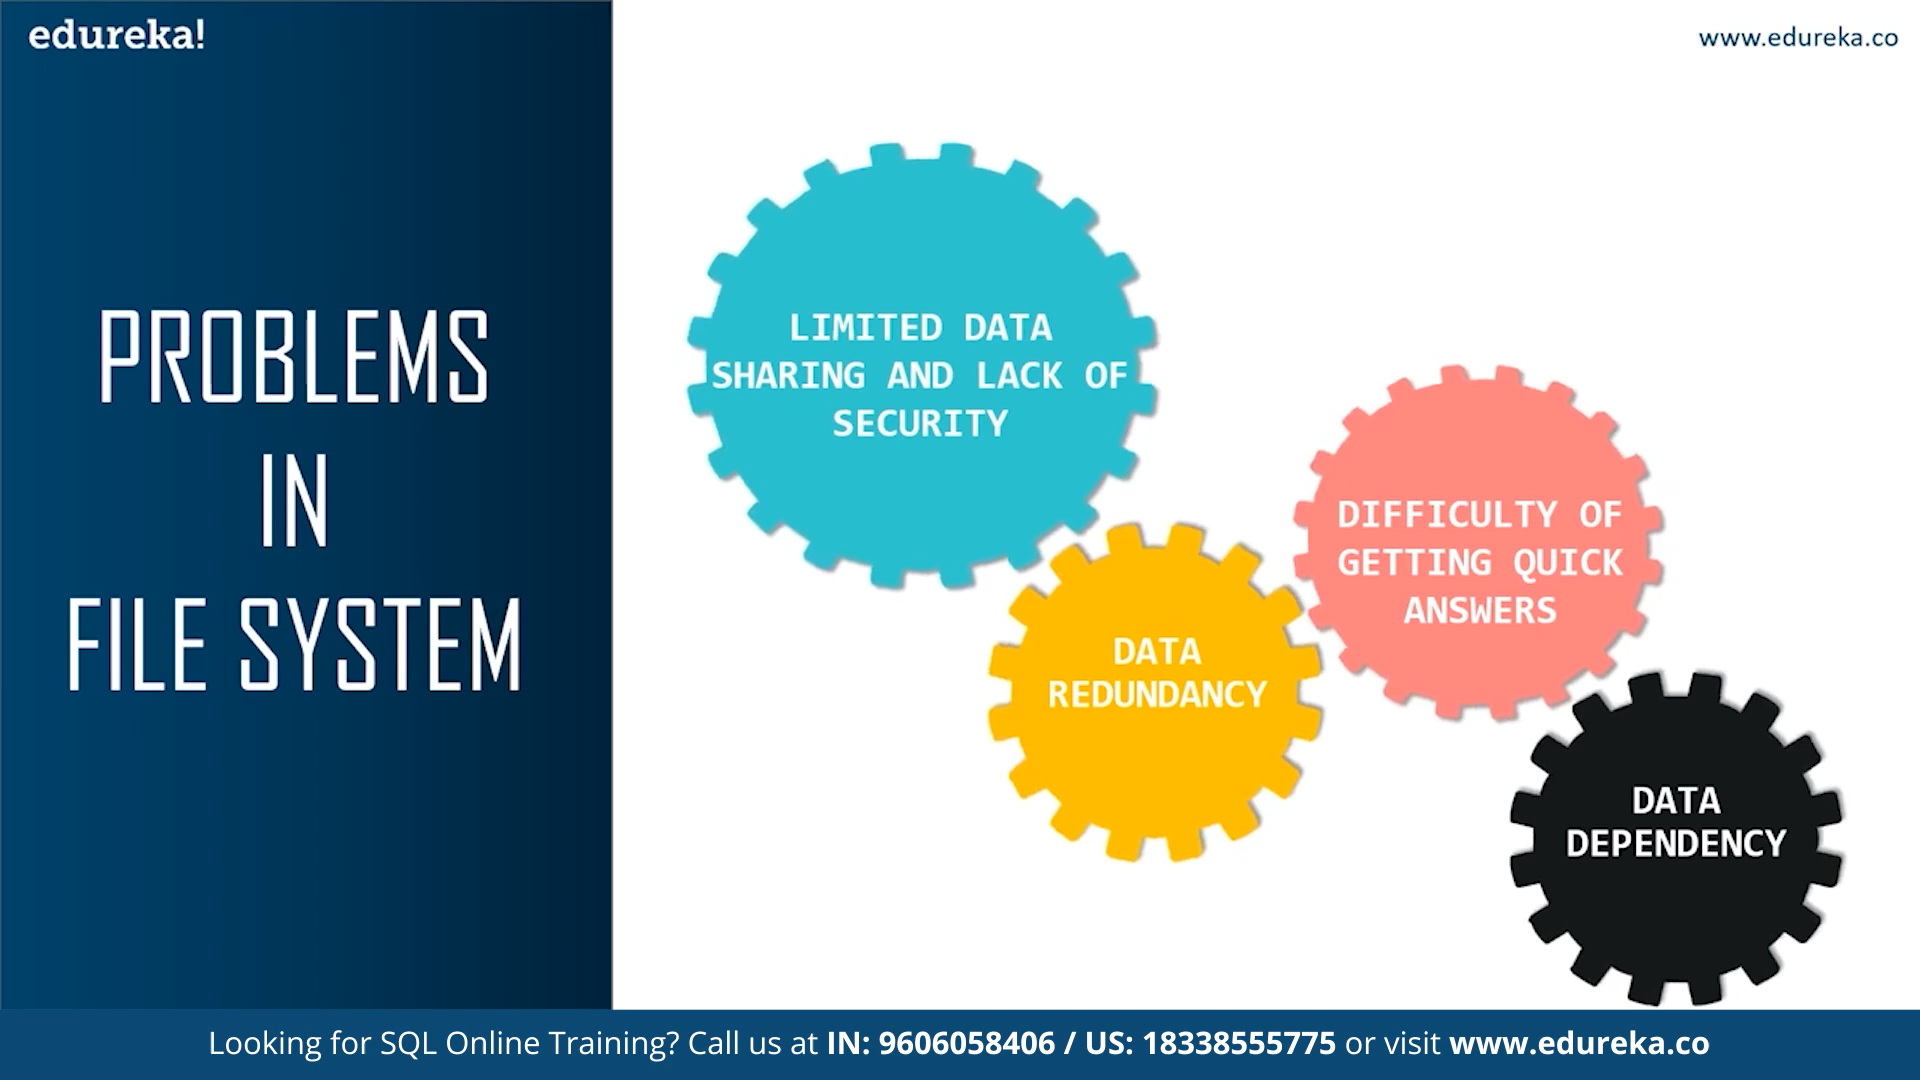 edureka!
www.edureka.co
PROBLEMS
IN
FILE SYSTEM
LIMITED DATA
SHARING AND LACK OF
SECURITY
DATA
REDUNDANCY
DIFFICULTY OF
GETTING QUICK
ANSWERS
DATA
DEPENDENCY
Looking for SQL Online Training? Call us at IN: 9606058406 / US: 18338555775 or visit www.edureka.co